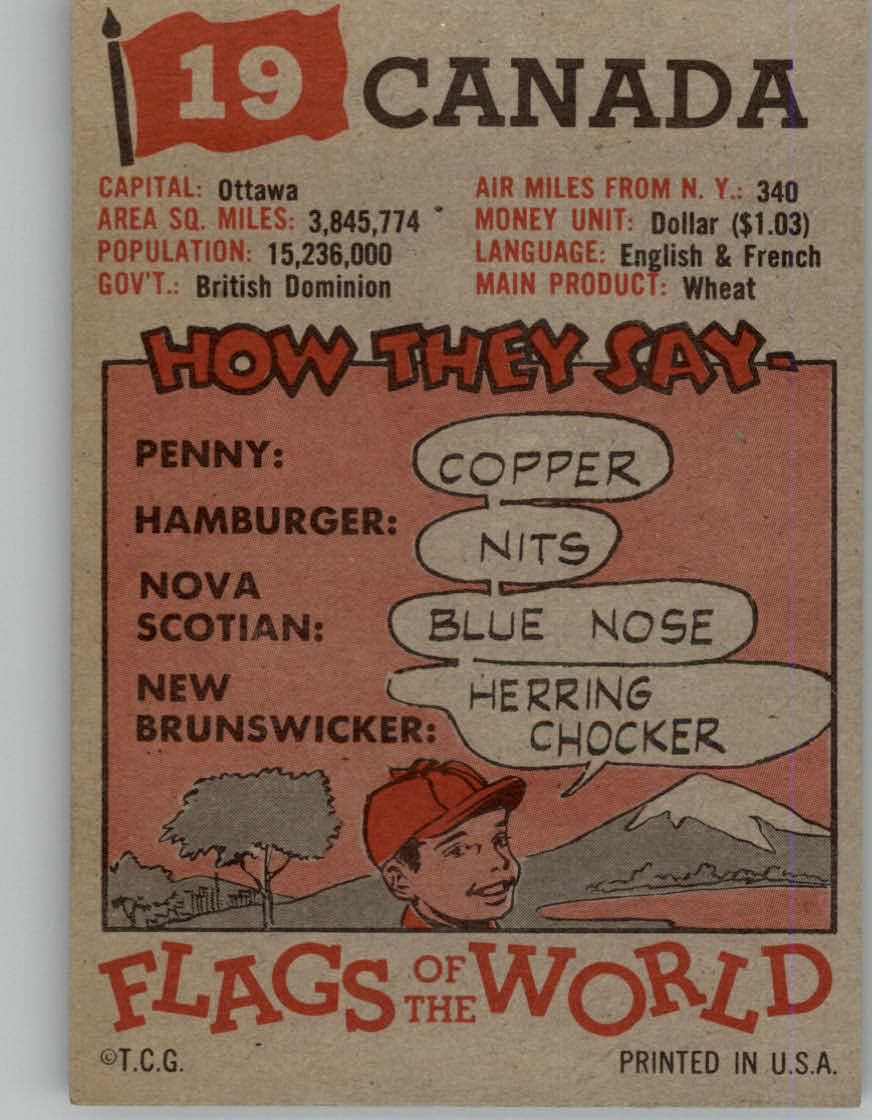 19 CANADA
CAPITAL: Ottawa
AREA SQ. MILES: 3,845,774
POPULATION: 15,236,000
GOV'T.: British Dominion
AIR MILES FROM N. Y.: 340
MONEY UNIT: Dollar ($1.03)
LANGUAGE: English & French
MAIN PRODUCT: Wheat
HOW THEY SAY-
PENNY: COPPER
HAMBURGER: NITS
NOVA
SCOTIAN: BLUE NOSE
NEW HERRING
BRUNSWICKER: CHOCKER
FLAGS OF THE WORLD
©T.C.G. PRINTED IN U.S.A.